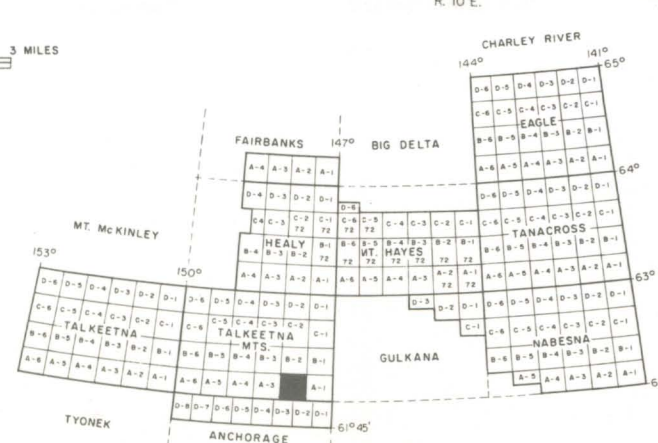 R. 10 E.
3 MILES
CHARLEY RIVER
144° 141°
65°
D-6 D-5 D-4 D-3 D-2 D-1
C-6 C-5 C-4 C-3 C-2 C-1
EAGLE
B-6 B-5 B-4 B-3 B-2 B-1
A-6 A-5 A-4 A-3 A-2 A-1
64°
FAIRBANKS 147° BIG DELTA
A-4 A-3 A-2 A-1
D-4 D-3 D-2 D-1
C4 C-3 C-2 C-1
72 72
HEALY
B-4 B-3 B-2 B-1
72
A-4 A-3 A-2 A-1
D-6
C-6 C-5 C-4 C-3 C-2 C-1
72 72
B-6 B-5 B-4 B-3 B-2 B-1
MT. HAYES
72 72 72 72 72 72
A-6 A-5 A-4 A-3 A-2 A-1
72 72
D-6 D-5 D-4 D-3 D-2 D-1
C-6 C-5 C-4 C-3 C-2 C-1
TANACROSS
B-6 B-5 B-4 B-3 B-2 B-1
A-6 A-5 A-4 A-3 A-2 A-1
63°
MT. McKINLEY
153° 150°
D-6 D-5 D-4 D-3 D-2 D-1
C-6 C-5 C-4 C-3 C-2 C-1
TALKEETNA
B-6 B-5 B-4 B-3 B-2 B-1
A-6 A-5 A-4 A-3 A-2 A-1
D-6 D-5 D-4 D-3 D-2 D-1
C-6 C-5 C-4 C-3 C-2 C-1
TALKEETNA
MTS.
B-6 B-5 B-4 B-3 B-2 B-1
A-6 A-5 A-4 A-3 A-1
D-3 D-2 D-1
C-1
GULKANA
D-6 D-5 D-4 D-3 D-2 D-1
C-6 C-5 C-4 C-3 C-2 C-1
NABESNA
B-6 B-5 B-4 B-3 B-2 B-1
A-5 A-4 A-3 A-2 A-1
D-8 D-7 D-6 D-5 D-4 D-3 D-2 D-1
61°45'
TYONEK
ANCHORAGE